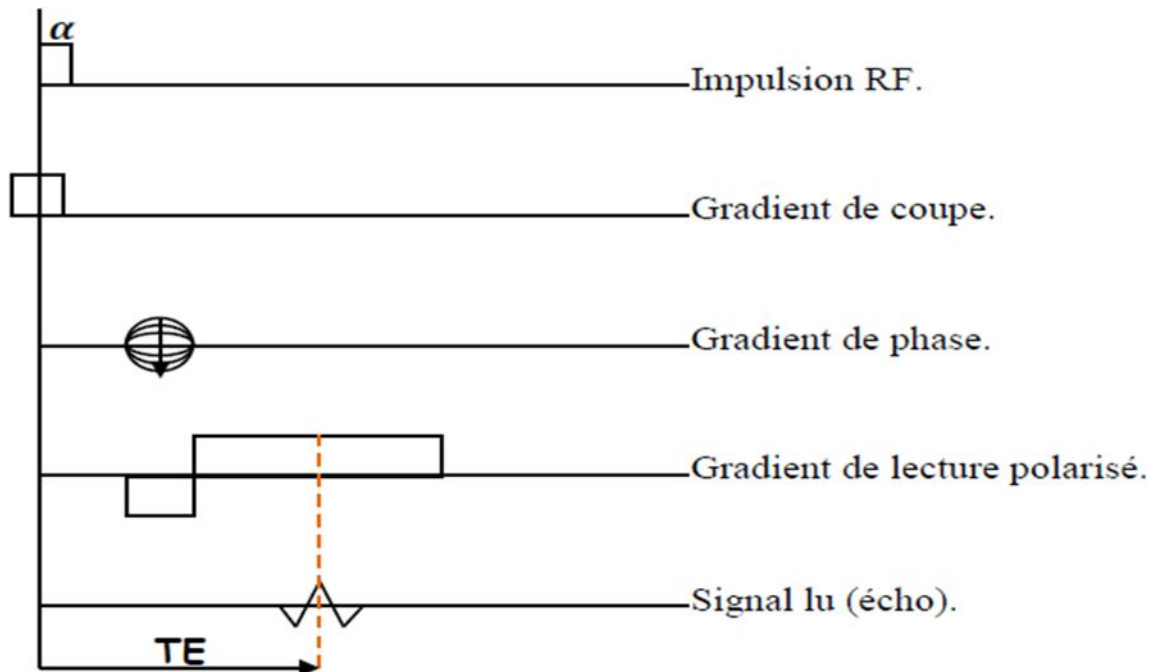 α
Impulsion RF.
Gradient de coupe.
Gradient de phase.
Gradient de lecture polarisé.
Signal lu (écho).
TE